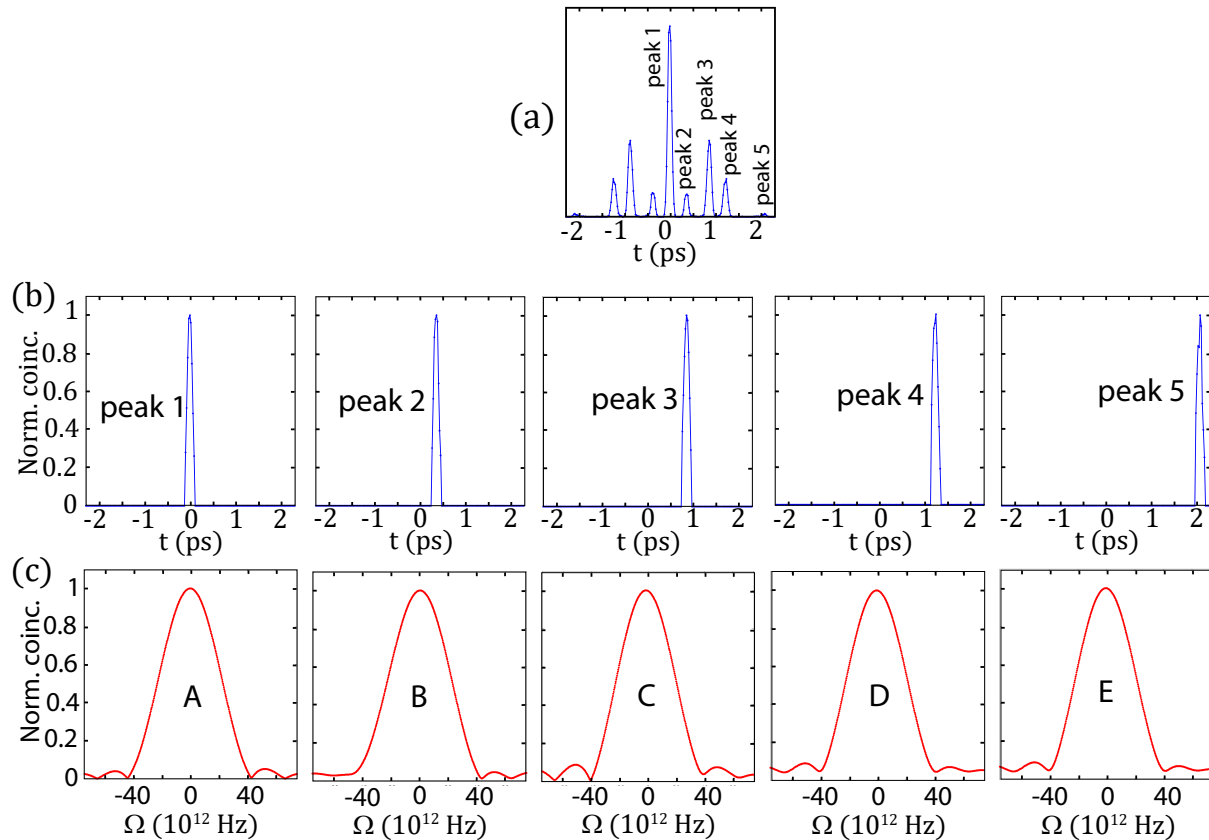 (a)
peak 1
peak 2
peak 3
peak 4
peak 5
-2 -1 0 1 2
t (ps)
(b)
Norm. coinc.
1
0.8
0.6
0.4
0.2
0
peak 1
peak 2
peak 3
peak 4
peak 5
-2 -1 0 1 2
-2 -1 0 1 2
-2 -1 0 1 2
-2 -1 0 1 2
-2 -1 0 1 2
t (ps)
t (ps)
t (ps)
t (ps)
t (ps)
(c)
Norm. coinc.
1
0.8
0.6
0.4
0.2
0
A
B
C
D
E
-40 0 40
-40 0 40
-40 0 40
-40 0 40
-40 0 40
Ω (10¹² Hz)
Ω (10¹² Hz)
Ω (10¹² Hz)
Ω (10¹² Hz)
Ω (10¹² Hz)